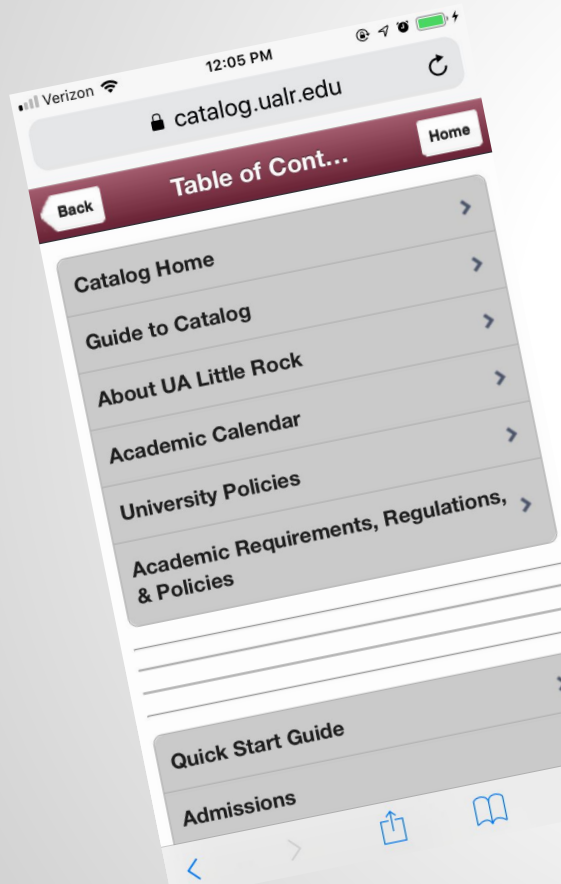 Verizon 12:05 PM
catalog.ualr.edu
Back Table of Cont... Home
Catalog Home
Guide to Catalog
About UA Little Rock
Academic Calendar
University Policies
Academic Requirements, Regulations,
& Policies
Quick Start Guide
Admissions